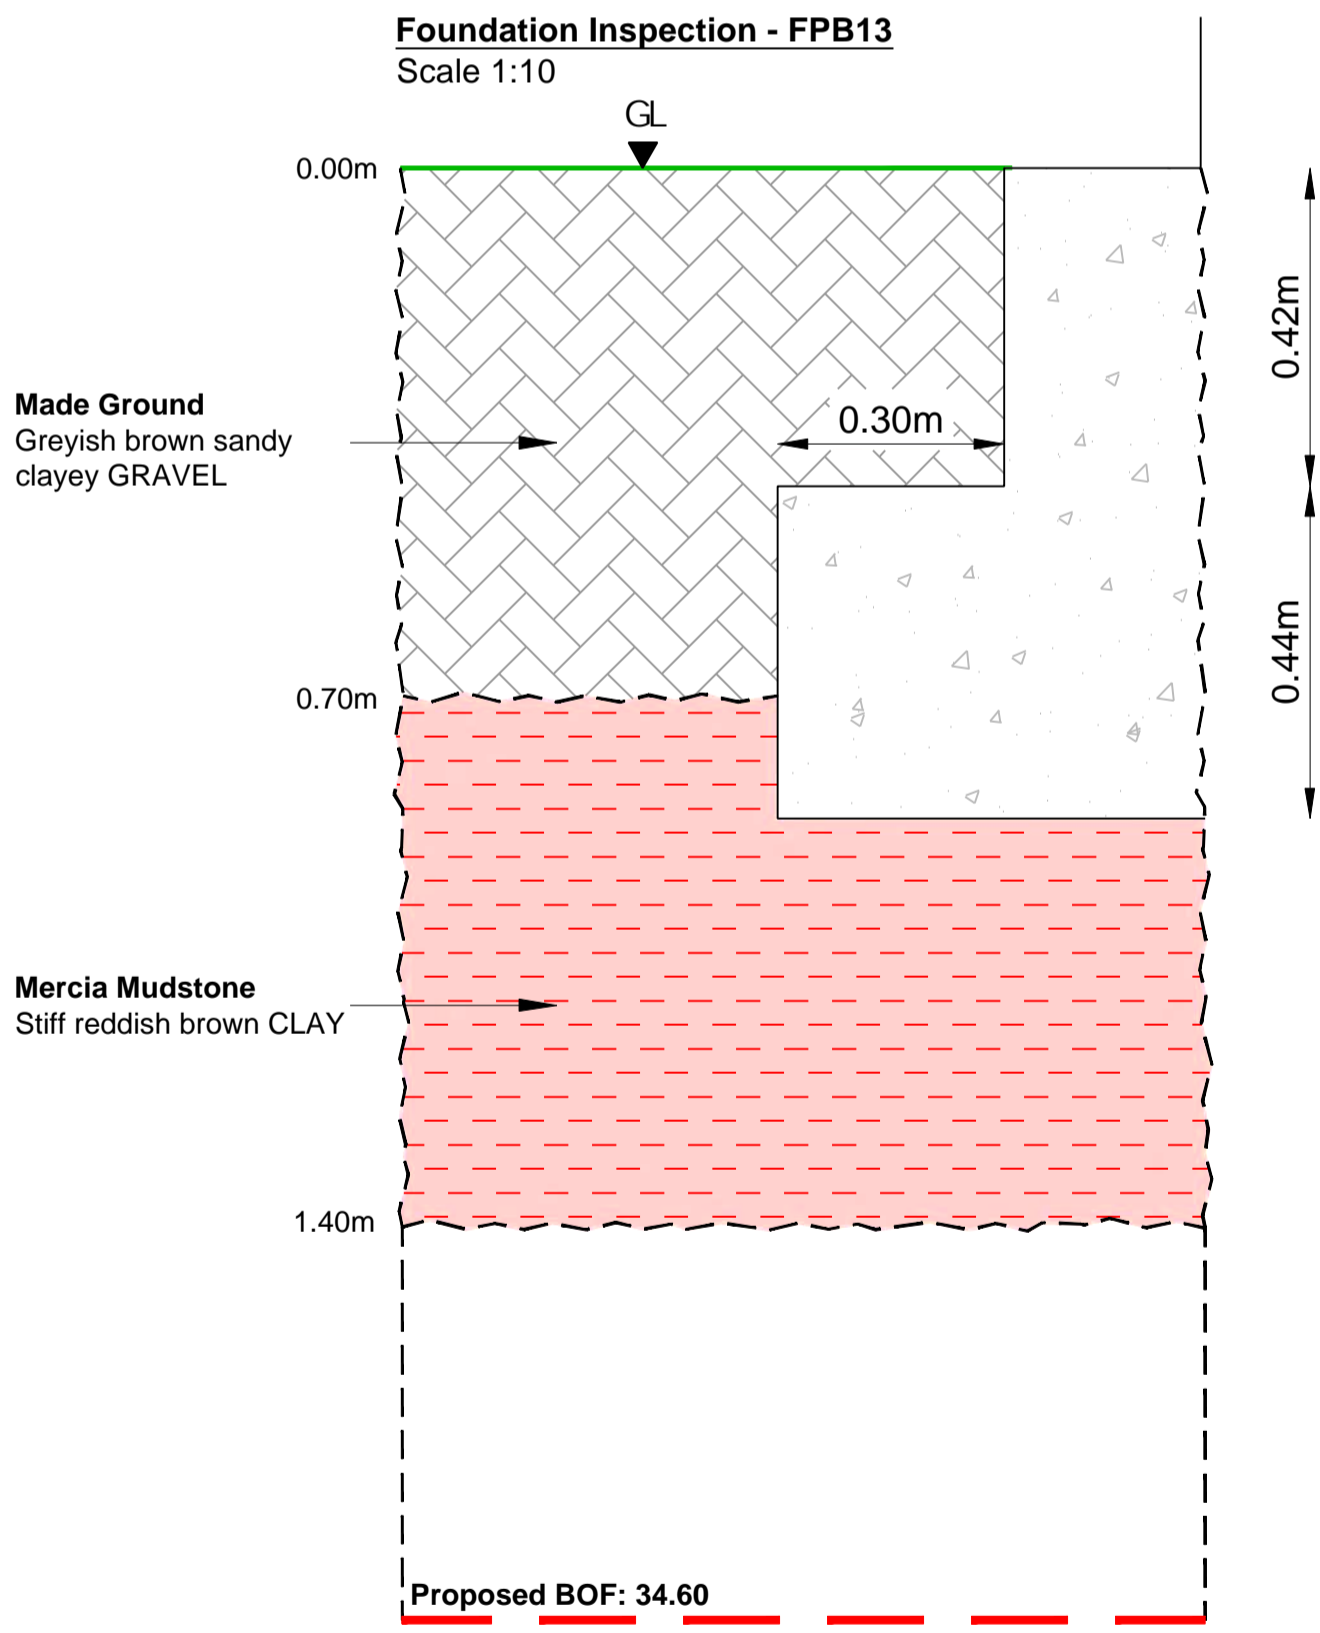 Foundation Inspection - FPB13
Scale 1:10
GL
0.00m
0.42m
Made Ground
Greyish brown sandy
clayey GRAVEL
0.30m
0.44m
0.70m
Mercia Mudstone
Stiff reddish brown CLAY
1.40m
Proposed BOF: 34.60